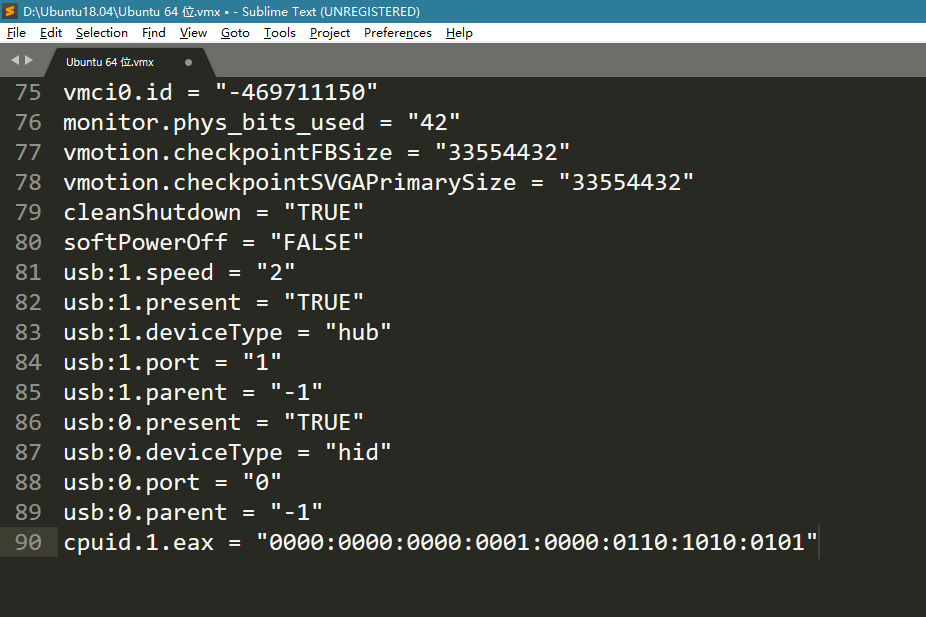 D:\Ubuntu18.04\Ubuntu 64 位.vmx • - Sublime Text (UNREGISTERED)
File Edit Selection Find View Goto Tools Project Preferences Help
Ubuntu 64 位.vmx
75 vmci0.id = "-469711150"
76 monitor.phys_bits_used = "42"
77 vmotion.checkpointFBSize = "33554432"
78 vmotion.checkpointSVGAPrimarySize = "33554432"
79 cleanShutdown = "TRUE"
80 softPowerOff = "FALSE"
81 usb:1.speed = "2"
82 usb:1.present = "TRUE"
83 usb:1.deviceType = "hub"
84 usb:1.port = "1"
85 usb:1.parent = "-1"
86 usb:0.present = "TRUE"
87 usb:0.deviceType = "hid"
88 usb:0.port = "0"
89 usb:0.parent = "-1"
90 cpuid.1.eax = "0000:0000:0000:0001:0000:0110:1010:0101"